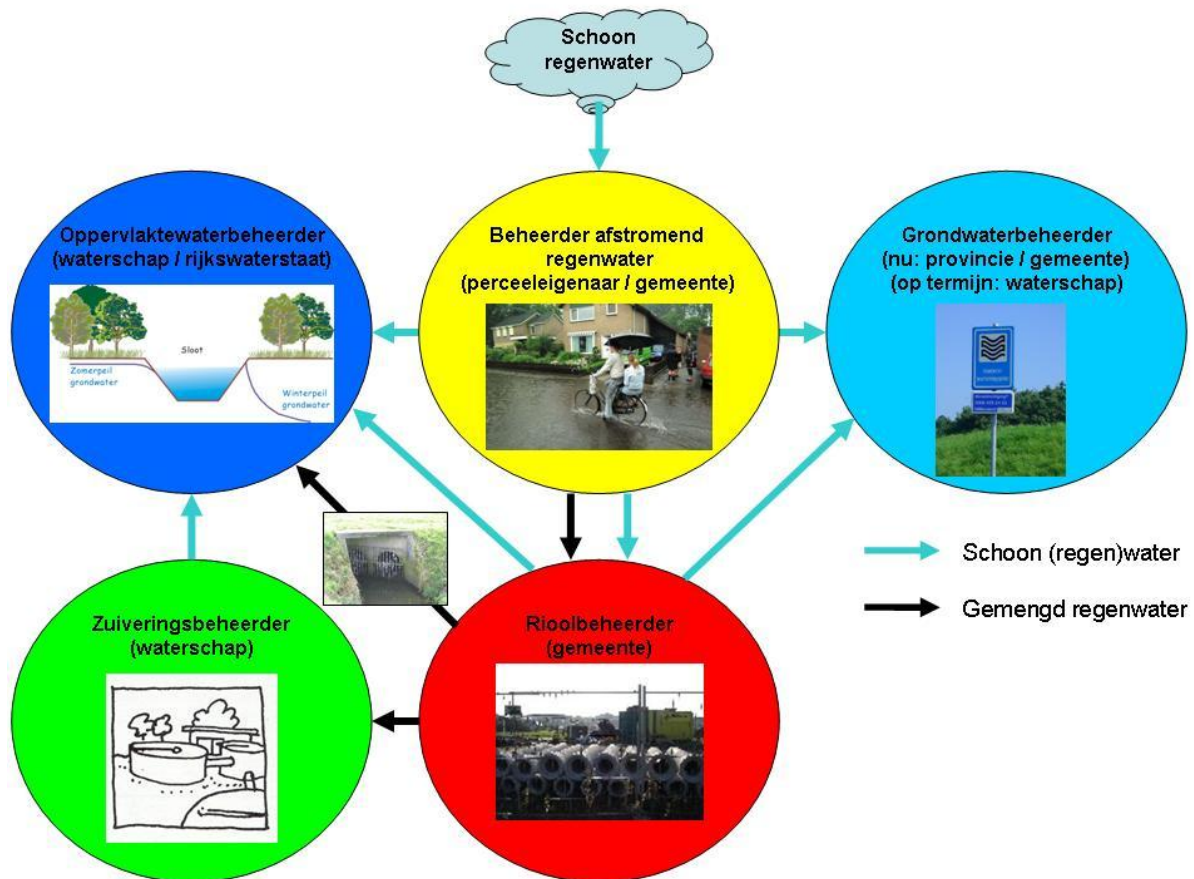 Schoon
regenwater
Oppervlaktewaterbeheerder
(waterschap / rijkswaterstaat)
Sloot
Zomerpeil
grondwater
Winterpeil
grondwater
Beheerder afstromend
regenwater
(perceeleigenaar / gemeente)
Grondwaterbeheerder
(nu: provincie / gemeente)
(op termijn: waterschap)
Schoon (regen)water
Gemengd regenwater
Zuiveringsbeheerder
(waterschap)
Rioolbeheerder
(gemeente)